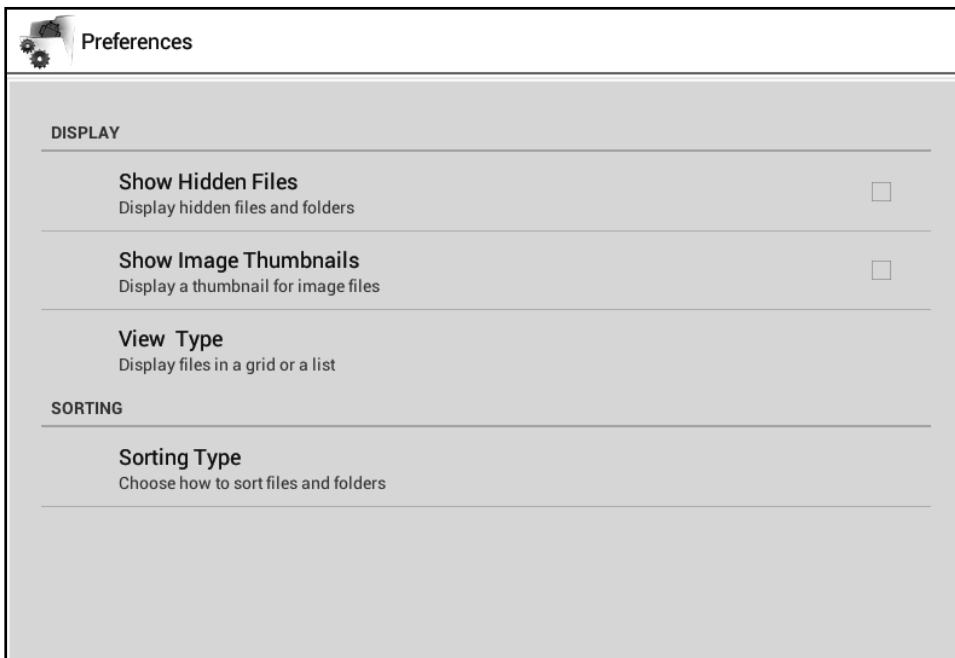 Preferences
DISPLAY
Show Hidden Files
Display hidden files and folders
Show Image Thumbnails
Display a thumbnail for image files
View Type
Display files in a grid or a list
SORTING
Sorting Type
Choose how to sort files and folders